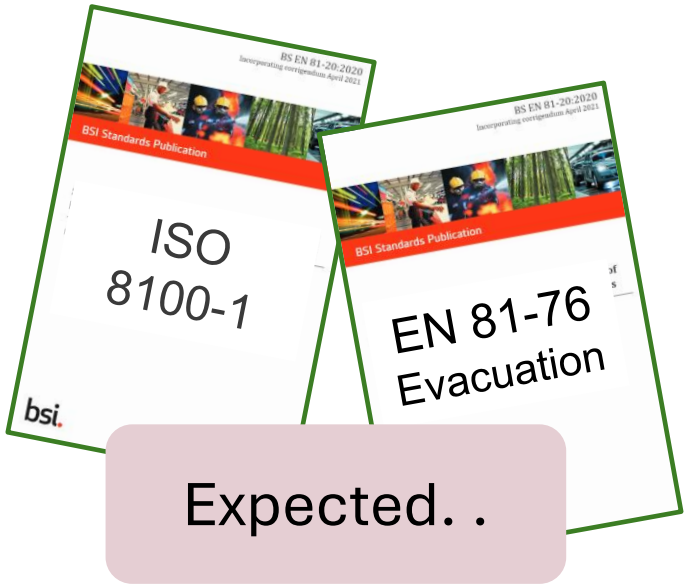 BS EN 81-20:2020
Incorporating corrigendum April 2021
BSI Standards Publication
ISO
8100-1
bsi.
BS EN 81-20:2020
Incorporating corrigendum April 2021
BSI Standards Publication
of
s
EN 81-76
Evacuation
Expected. .